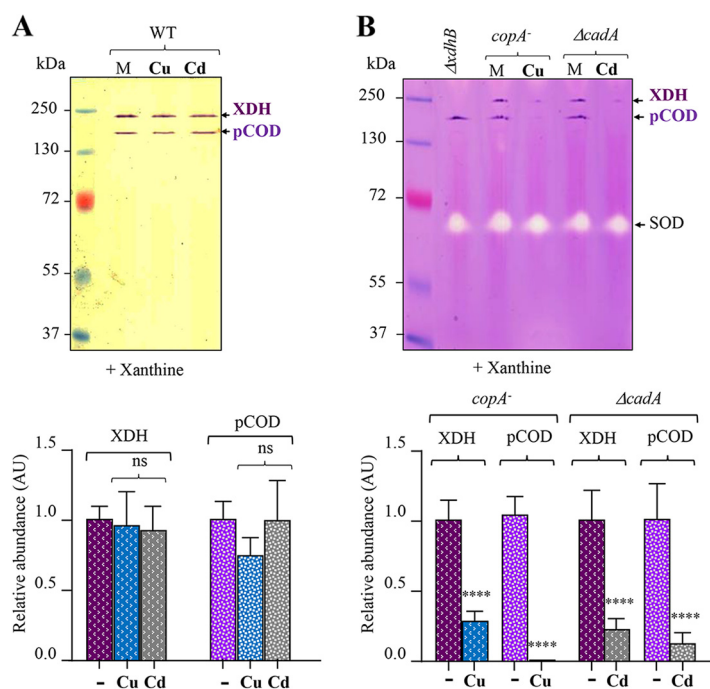 A
WT
kDa
M Cu Cd
250
XDH
pCOD
130
72
55
37
+ Xanthine
B
ΔxdhB
copA-
ΔcadA
kDa
M Cu M Cd
250
XDH
pCOD
130
72
SOD
55
37
+ Xanthine
Relative abundance (AU)
1.5
1.0
0.5
0.0
XDH
ns
pCOD
ns
- Cu Cd - Cu Cd
copA-
ΔcadA
XDH pCOD XDH pCOD
Relative abundance (AU)
1.5
1.0
0.5
0.0
**** **** **** ****
- Cu - Cu - Cd - Cd